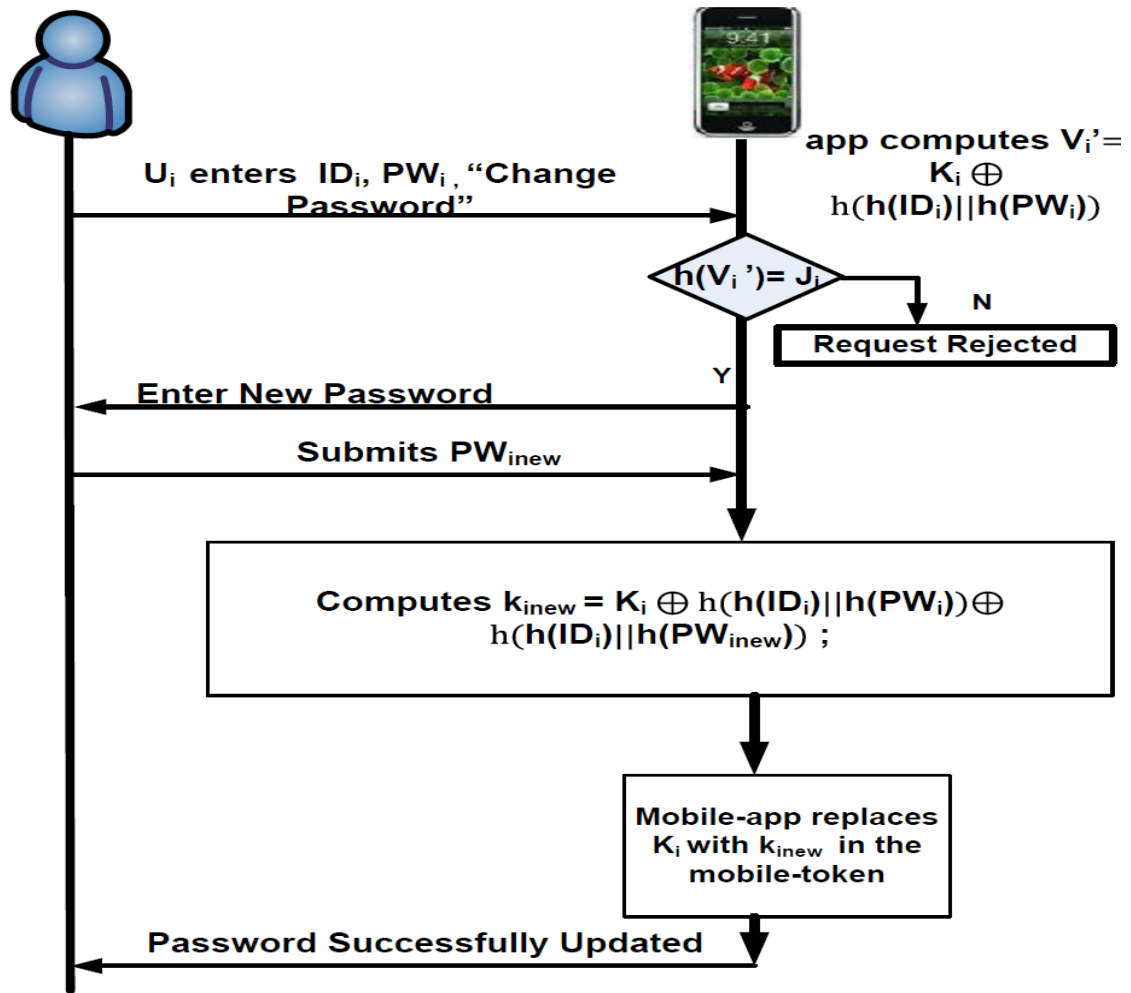 9:41
app computes Vᵢ’=
Kᵢ ⊕
h(h(IDᵢ)||h(PWᵢ))
Uᵢ enters IDᵢ, PWᵢ , “Change
Password”
h(Vᵢ ’)= Jᵢ
N
Request Rejected
Y
Enter New Password
Submits PWᵢₙₑw
Computes kᵢₙₑw = Kᵢ ⊕ h(h(IDᵢ)||h(PWᵢ))⊕
h(h(IDᵢ)||h(PWᵢₙₑw)) ;
Mobile-app replaces
Kᵢ with kᵢₙₑw in the
mobile-token
Password Successfully Updated